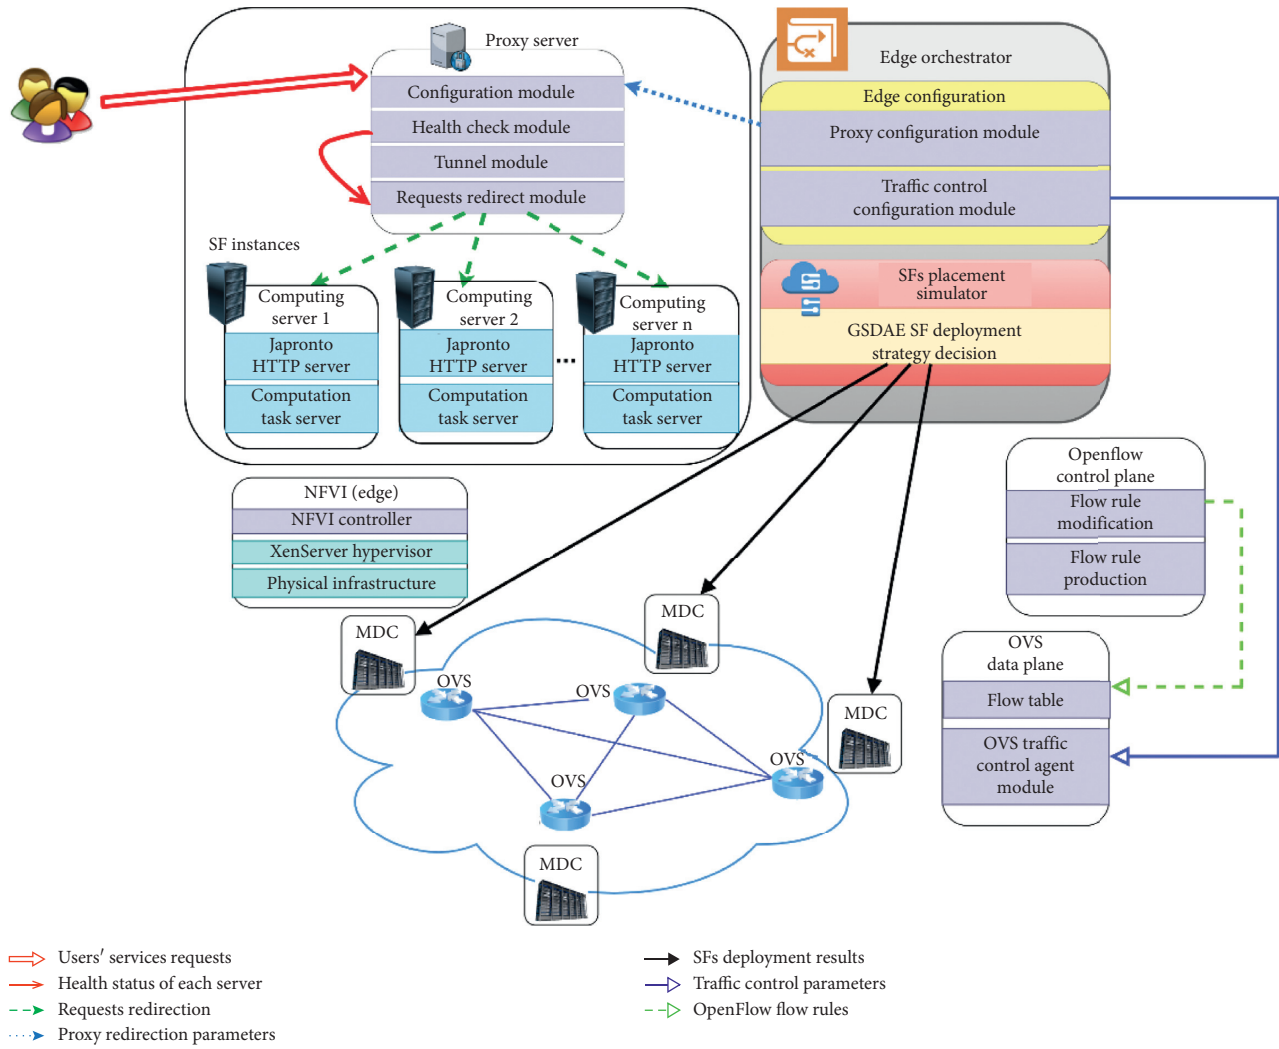 Proxy server
Configuration module
Health check module
Tunnel module
Requests redirect module
SF instances
Computing
server 1
Japronto
HTTP server
Computation
task server
Computing
server 2
Japronto
HTTP server
Computation
task server
...
Computing
server n
Japronto
HTTP server
Computation
task server
Edge orchestrator
Edge configuration
Proxy configuration module
Traffic control
configuration module
SFs placement
simulator
GSDAE SF deployment
strategy decision
NFVI (edge)
NFVI controller
XenServer hypervisor
Physical infrastructure
Openflow
control plane
Flow rule
modification
Flow rule
production
OVS
data plane
Flow table
OVS traffic
control agent
module
MDC
MDC
MDC
MDC
OVS
OVS
OVS
OVS
Users' services requests
Health status of each server
Requests redirection
Proxy redirection parameters
SFs deployment results
Traffic control parameters
OpenFlow flow rules